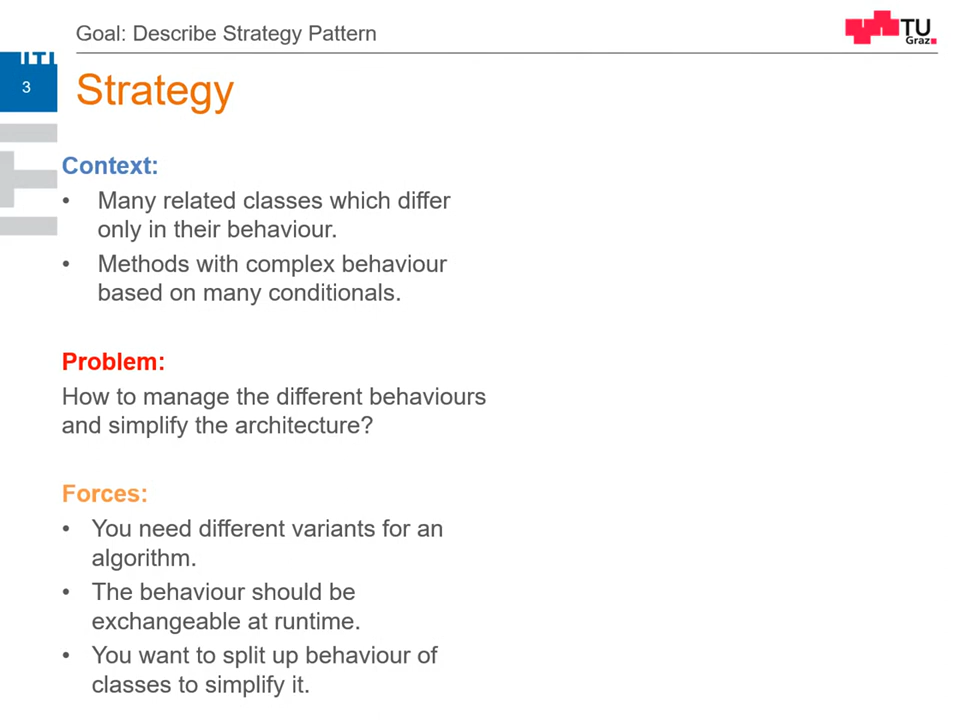 Goal: Describe Strategy Pattern
TU
Graz
3
Strategy
Context:
• Many related classes which differ
only in their behaviour.
• Methods with complex behaviour
based on many conditionals.
Problem:
How to manage the different behaviours
and simplify the architecture?
Forces:
• You need different variants for an
algorithm.
• The behaviour should be
exchangeable at runtime.
• You want to split up behaviour of
classes to simplify it.